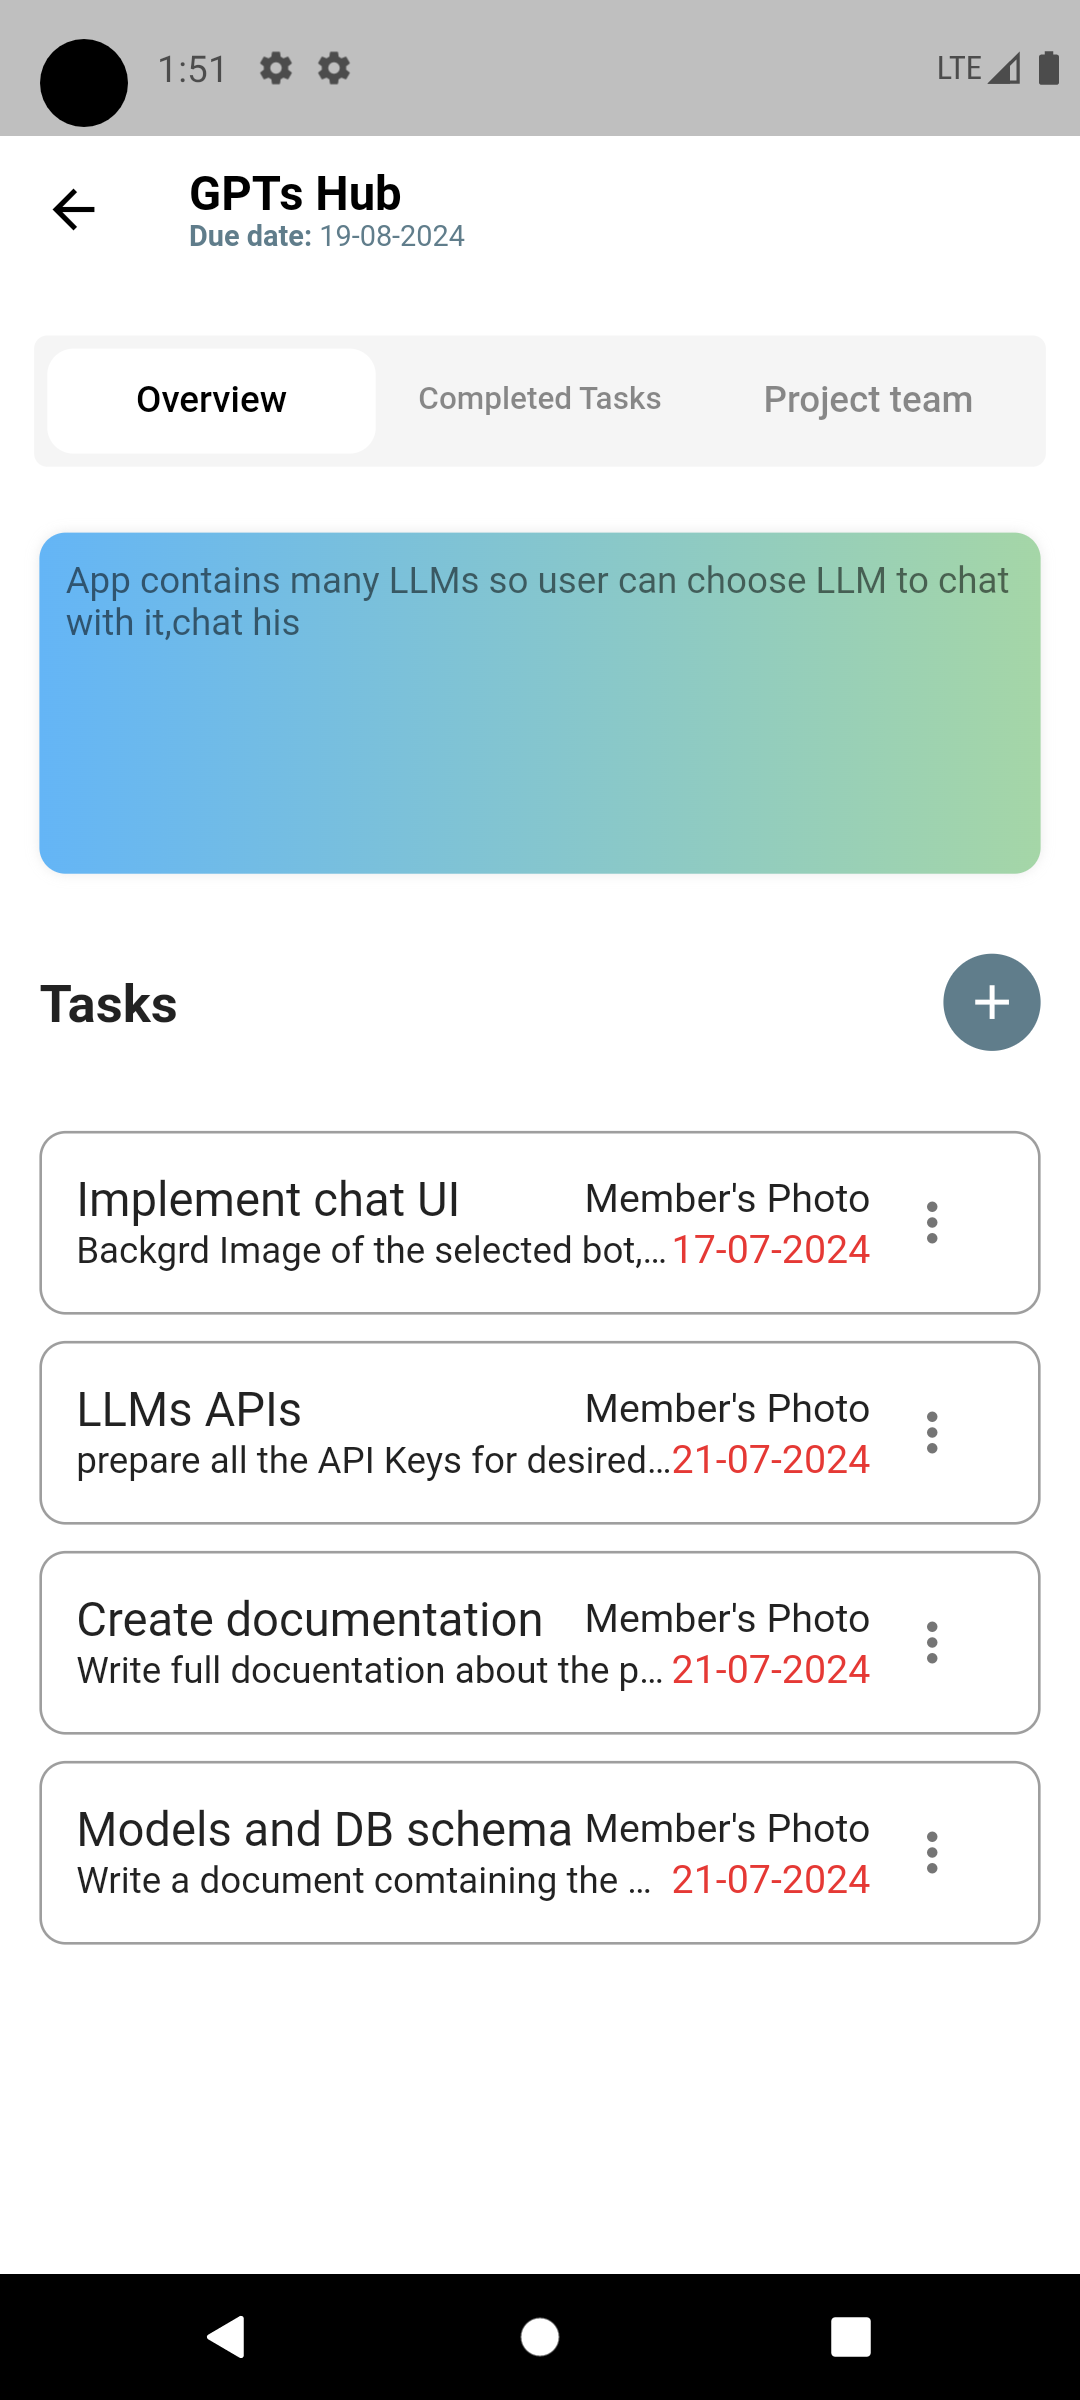 1:51 LTE
GPTs Hub
Due date: 19-08-2024
Overview Completed Tasks Project team
App contains many LLMs so user can choose LLM to chat
with it,chat his
Tasks
Implement chat UI Member's Photo
Backgrd Image of the selected bot,... 17-07-2024
LLMs APIs Member's Photo
prepare all the API Keys for desired...21-07-2024
Create documentation Member's Photo
Write full docuentation about the p... 21-07-2024
Models and DB schema Member's Photo
Write a document comtaining the ... 21-07-2024